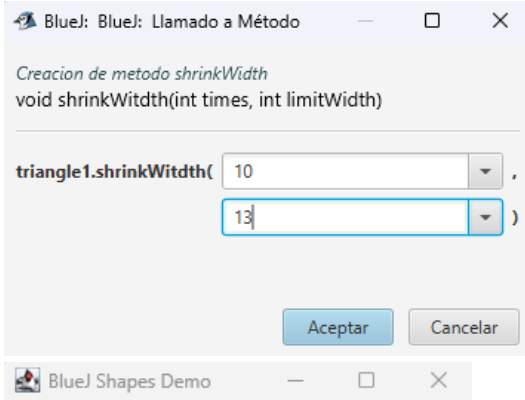 BlueJ: BlueJ: Llamado a Método
Creacion de metodo shrinkWidth
void shrinkWitdth(int times, int limitWidth)
triangle1.shrinkWitdth( 10 ,
13 )
Aceptar Cancelar
BlueJ Shapes Demo